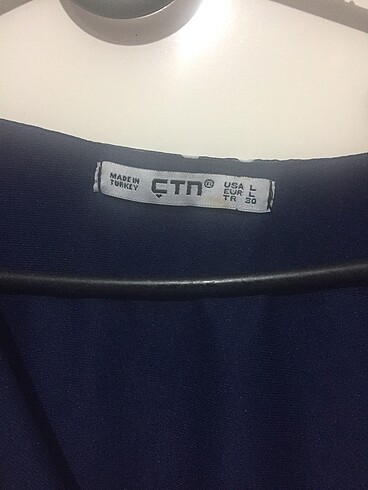 MADE IN
TURKEY
ÇTN®
USA L
EUR L
TR 30